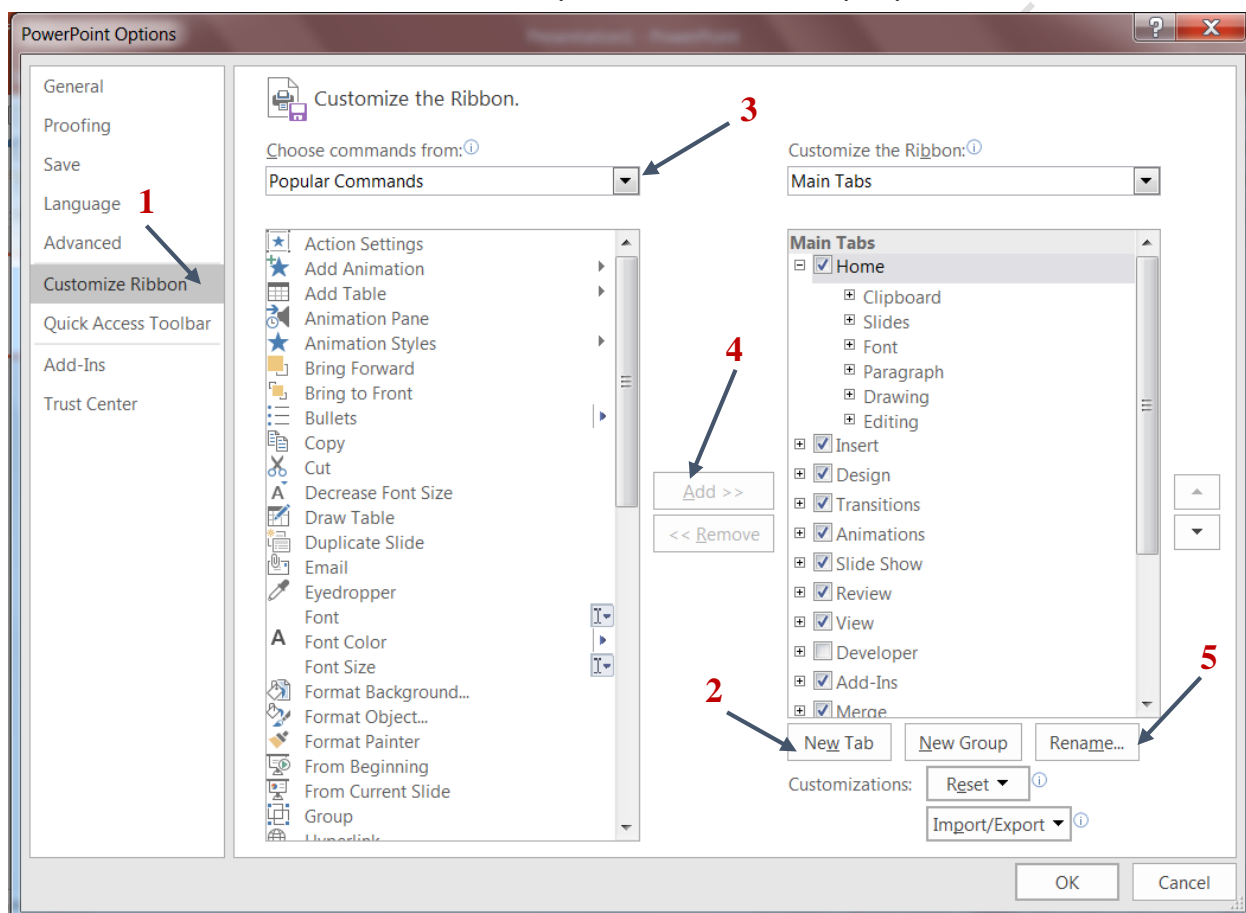 PowerPoint Options
General
Proofing
Save
Language
Advanced
Customize Ribbon
Quick Access Toolbar
Add-Ins
Trust Center
1
Customize the Ribbon.
3
Choose commands from:
Popular Commands
Action Settings
Add Animation
Add Table
Animation Pane
Animation Styles
Bring Forward
Bring to Front
Bullets
Copy
Cut
Decrease Font Size
Draw Table
Duplicate Slide
Email
Eyedropper
Font
Font Color
Font Size
Format Background...
Format Object...
Format Painter
From Beginning
From Current Slide
Group
Hyperlink
4
Add >>
<< Remove
Customize the Ribbon:
Main Tabs
Main Tabs
Home
Clipboard
Slides
Font
Paragraph
Drawing
Editing
Insert
Design
Transitions
Animations
Slide Show
Review
View
Developer
Add-Ins
Merge
5
2
New Tab New Group Rename...
Customizations: Reset
Import/Export
OK Cancel